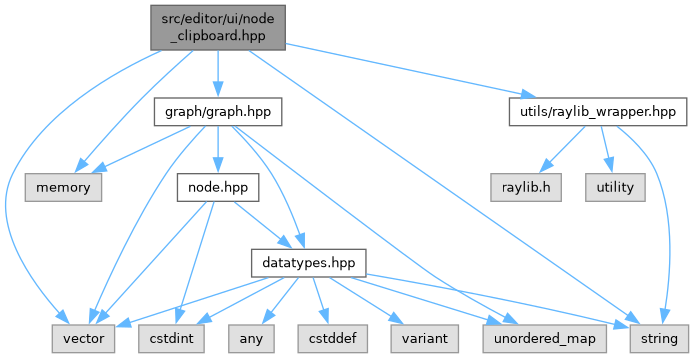 src/editor/ui/node
_clipboard.hpp
graph/graph.hpp
utils/raylib_wrapper.hpp
memory
node.hpp
raylib.h
utility
datatypes.hpp
vector
cstdint
any
cstddef
variant
unordered_map
string